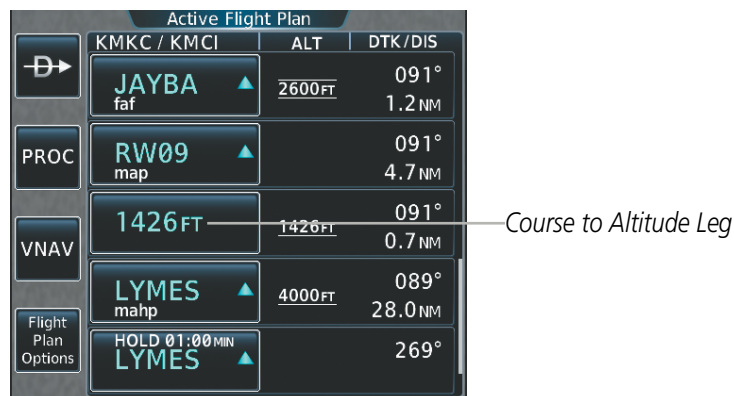 Active Flight Plan
KMKC / KMCI ALT DTK/DIS
D
JAYBA
faf
2600FT
091°
1.2NM
PROC
RW09
map
091°
4.7NM
VNAV
1426FT
1426FT
091°
0.7NM
Course to Altitude Leg
LYMES
mahp
4000FT
089°
28.0NM
Flight
Plan
Options
HOLD 01:00MIN
LYMES
269°